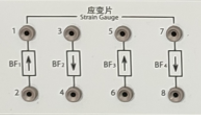 应变片
Strain Gauge
1 3 5 7
BF1 BF2 BF3 BF4
2 4 6 8